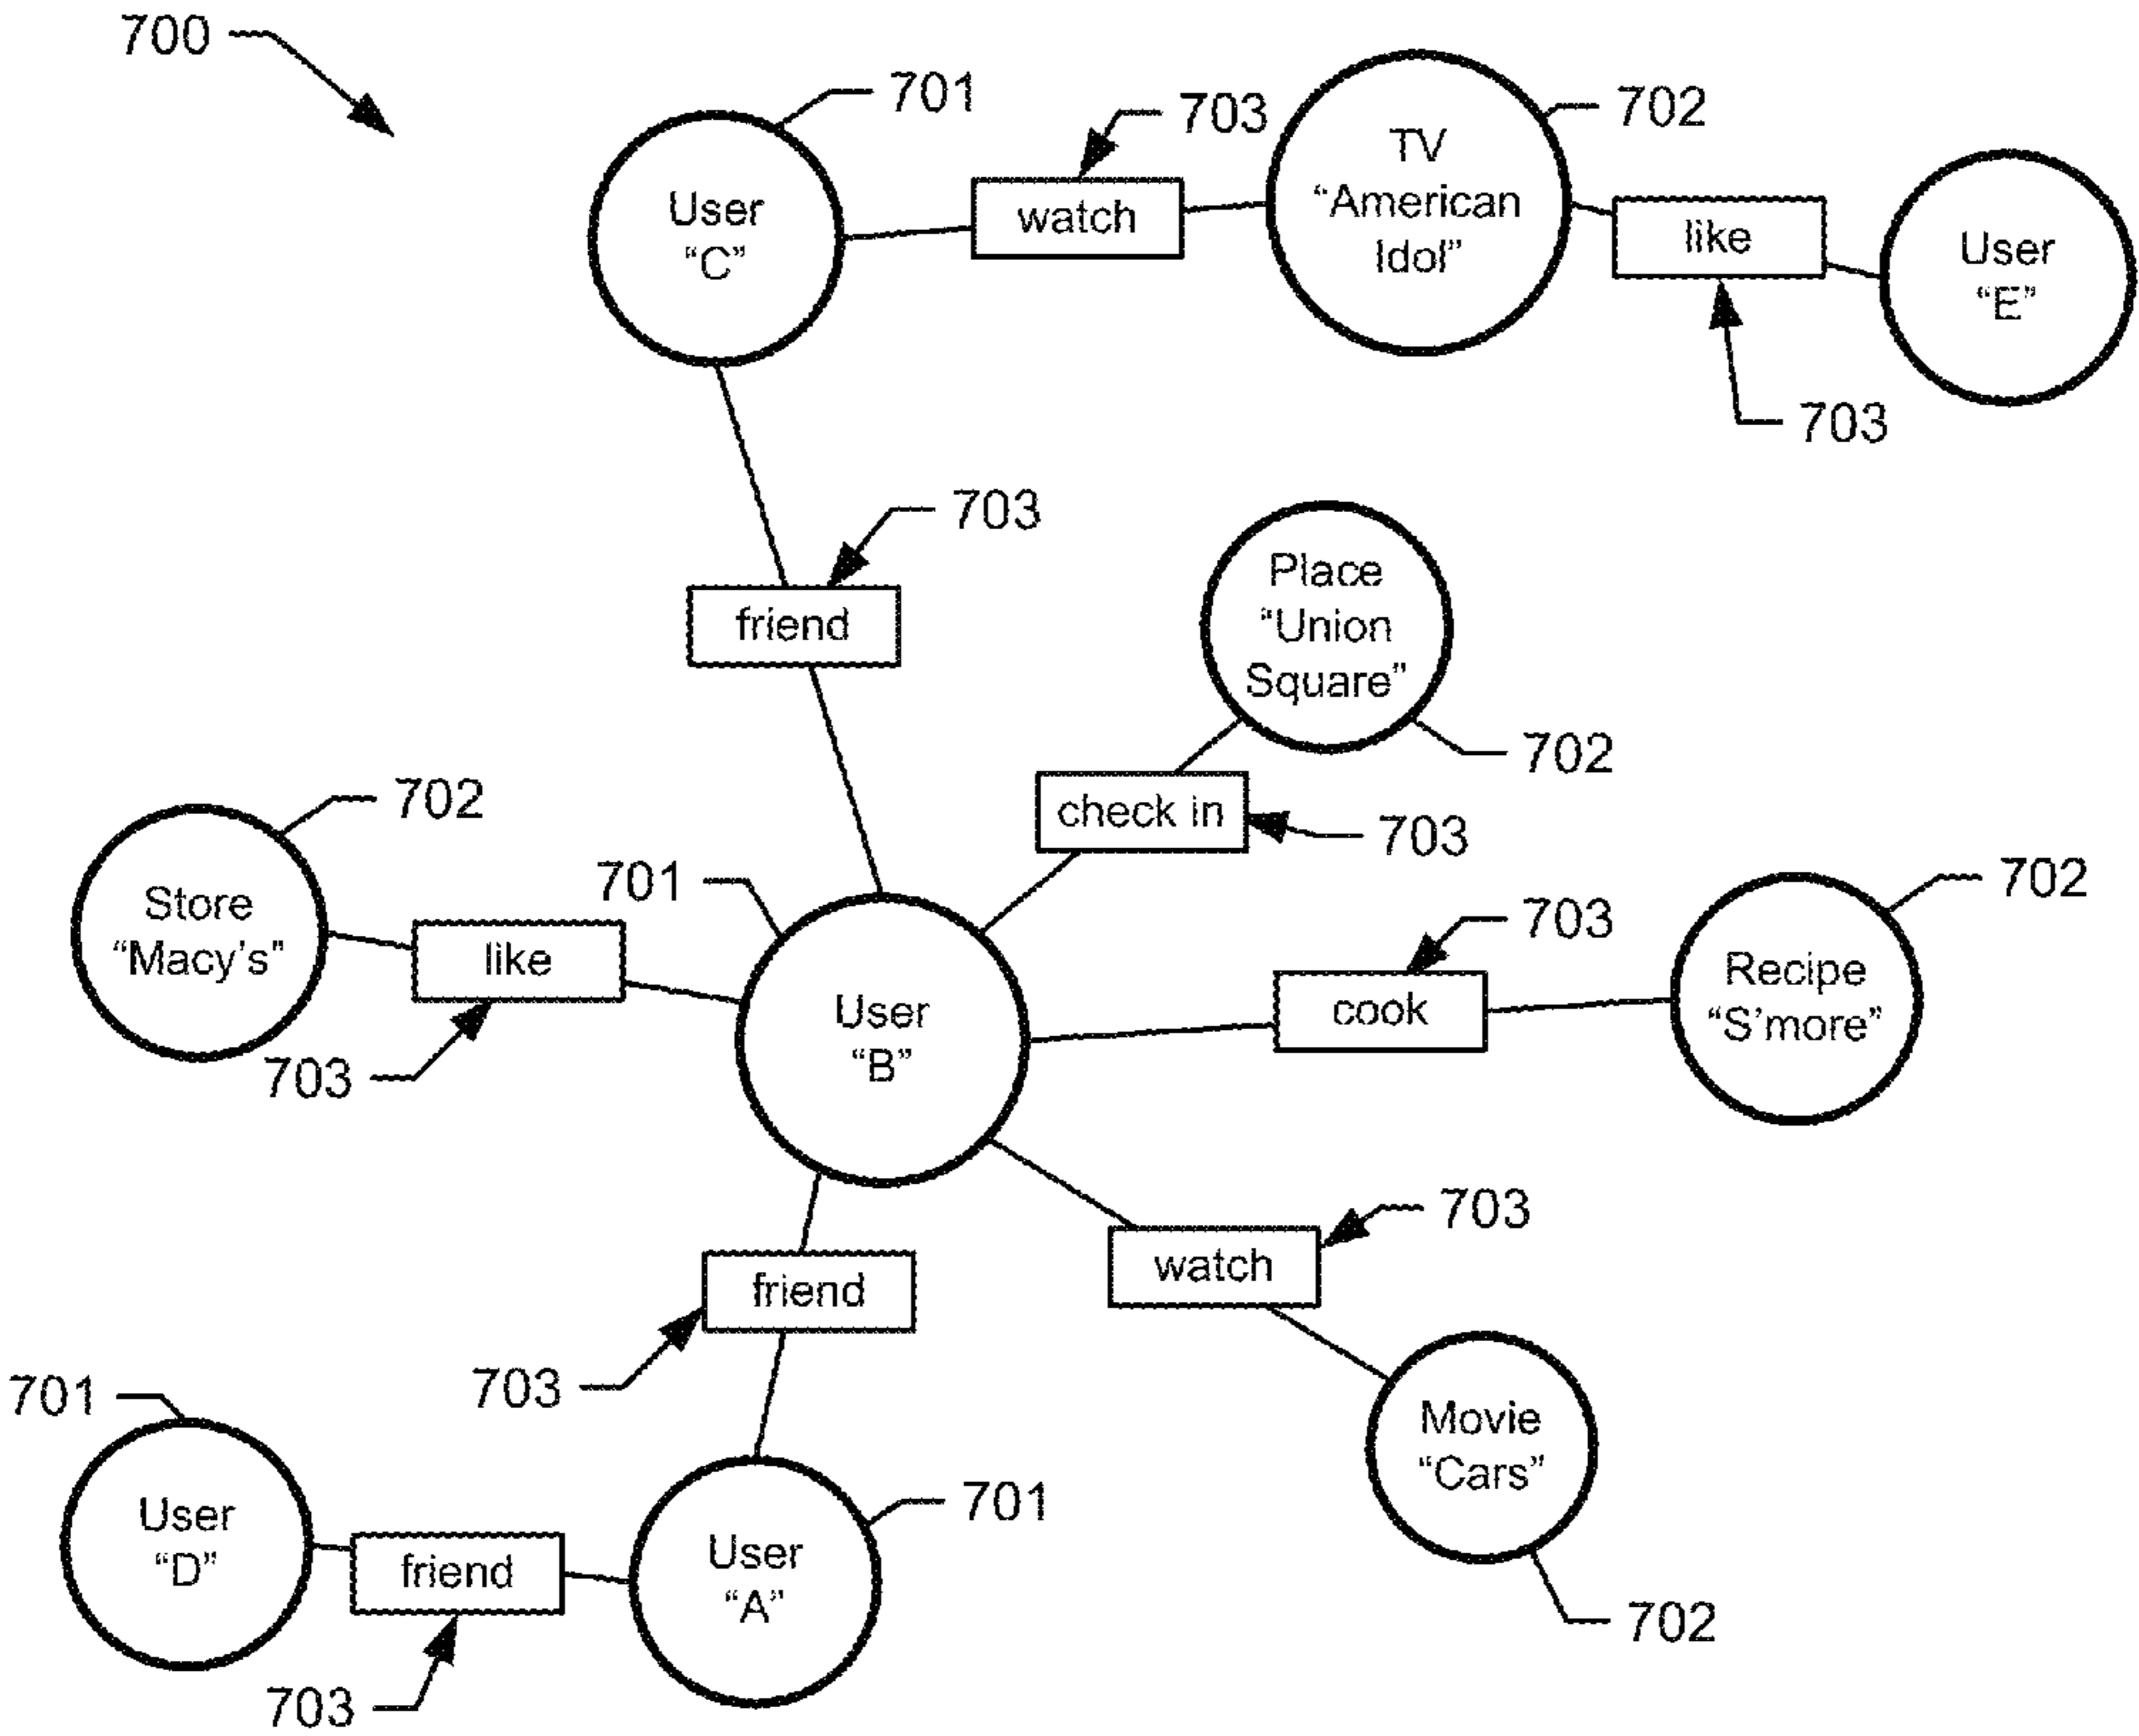 700
701
703
702
User
“C”
watch
TV
“American
Idol”
like
User
“E”
703
703
friend
Place
“Union
Square”
702
check in
703
702
Store
“Macy’s”
like
703
701
User
“B”
703
cook
702
Recipe
“S’more”
703
watch
friend
703
Movie
“Cars”
702
701
User
“D”
friend
703
701
User
“A”